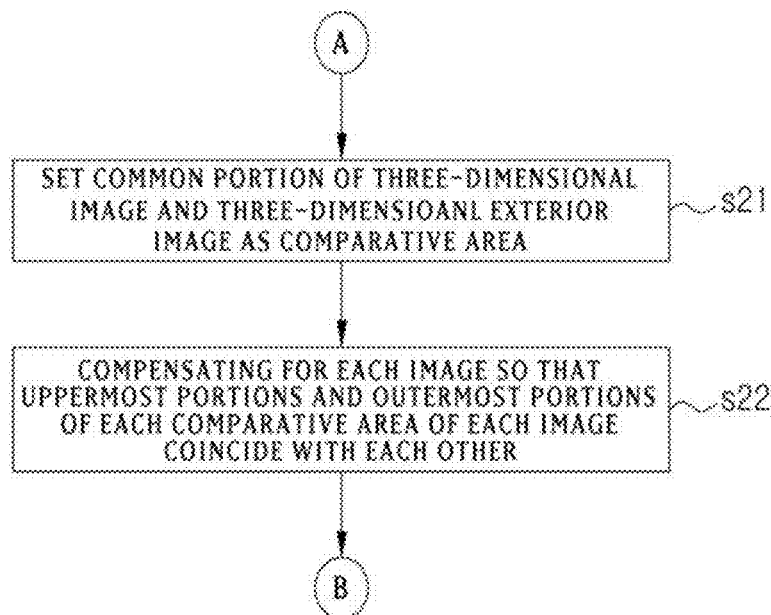 A
SET COMMON PORTION OF THREE-DIMENSIONAL
IMAGE AND THREE-DIMENSIOANL EXTERIOR
IMAGE AS COMPARATIVE AREA
s21
COMPENSATING FOR EACH IMAGE SO THAT
UPPERMOST PORTIONS AND OUTERMOST PORTIONS
OF EACH COMPARATIVE AREA OF EACH IMAGE
COINCIDE WITH EACH OTHER
s22
B